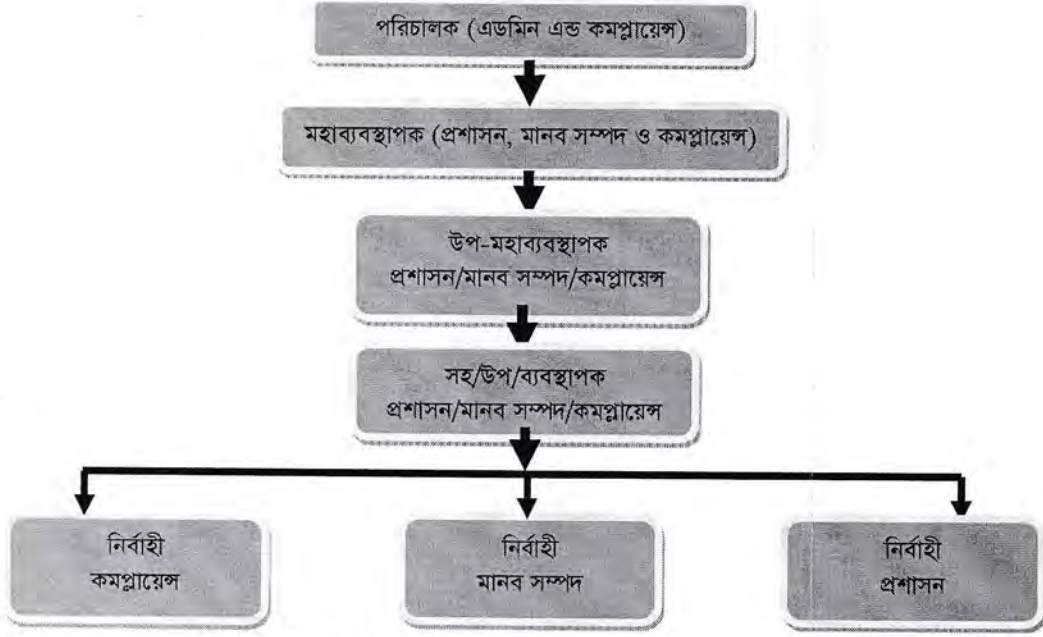 পরিচালক (এডমিন এন্ড কমপ্লায়েন্স)
মহাব্যবস্থাপক (প্রশাসন, মানব সম্পদ ও কমপ্লায়েন্স)
উপ-মহাব্যবস্থাপক
প্রশাসন/মানব সম্পদ/কমপ্লায়েন্স
সহ/উপ/ব্যবস্থাপক
প্রশাসন/মানব সম্পদ/কমপ্লায়েন্স
নির্বাহী
কমপ্লায়েন্স
নির্বাহী
মানব সম্পদ
নির্বাহী
প্রশাসন